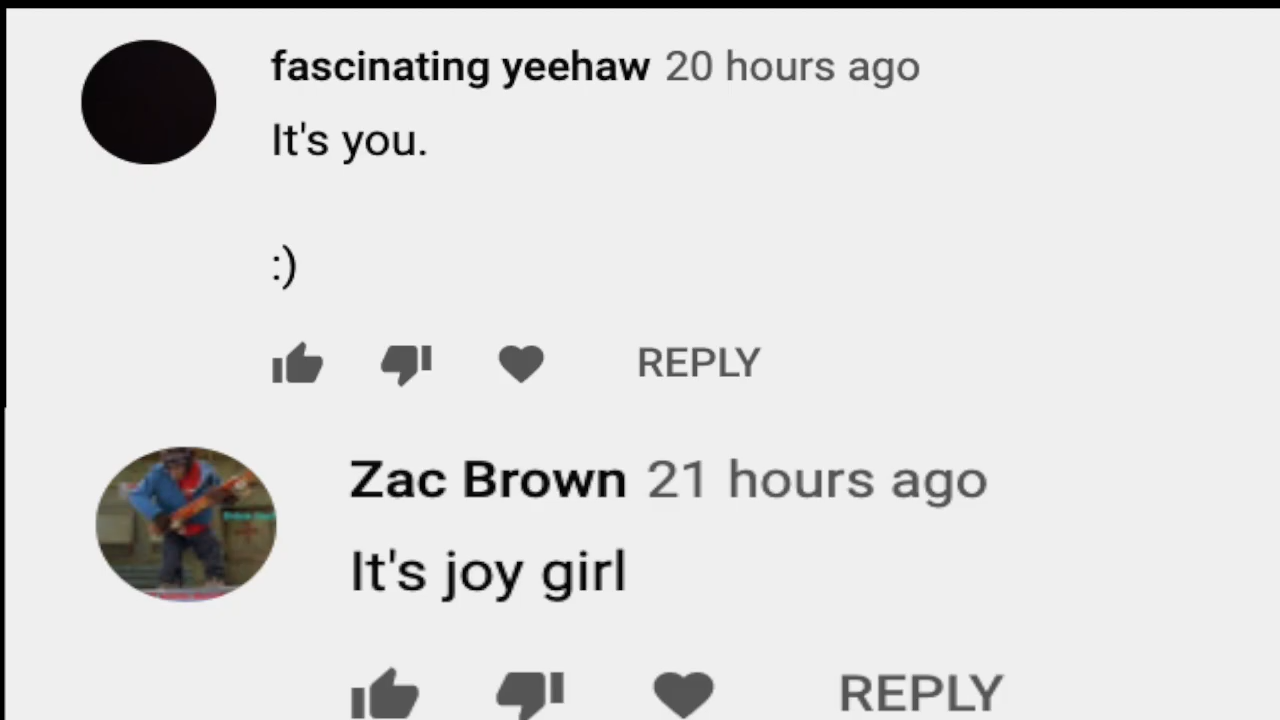 fascinating yeehaw 20 hours ago
It's you.
:)
REPLY
Zac Brown 21 hours ago
It's joy girl
REPLY